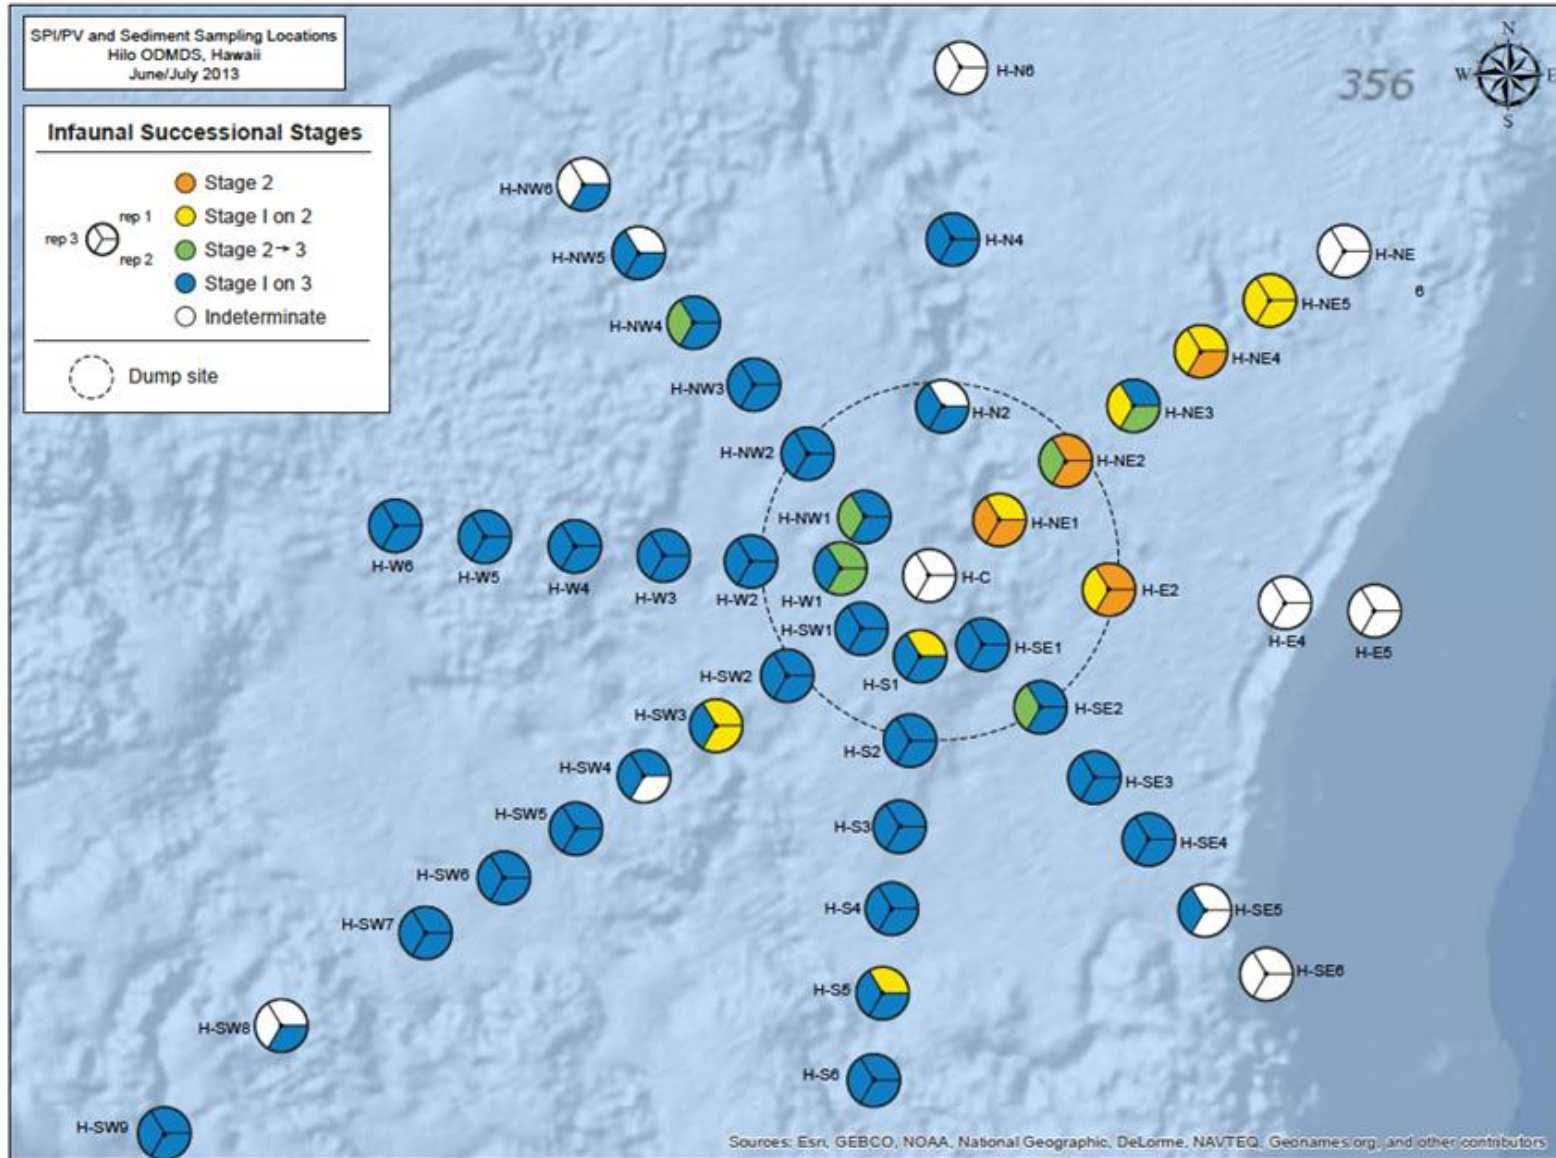 SPI/PV and Sediment Sampling Locations
Hilo ODMDS, Hawaii
June/July 2013
Infaunal Successional Stages
rep 1
rep 2
rep 3
Stage 2
Stage I on 2
Stage 2→3
Stage I on 3
Indeterminate
Dump site
N
W
E
S
356
H-N6
H-NW6
H-N4
H-NE
6
H-NW5
H-NE5
H-NW4
H-NE4
H-NW3
H-N2
H-NE3
H-NW2
H-NE2
H-NW1
H-NE1
H-W6
H-W5
H-W4
H-W3
H-W2
H-W1
H-C
H-E2
H-E4
H-E5
H-SW1
H-S1
H-SE1
H-SW2
H-SE2
H-SW3
H-S2
H-SW4
H-SE3
H-SW5
H-S3
H-SE4
H-SW6
H-S4
H-SE5
H-SW7
H-SE6
H-S5
H-SW8
H-S6
H-SW9
Sources: Esri, GEBCO, NOAA, National Geographic, DeLorme, NAVTEQ, Geonames.org, and other contributors